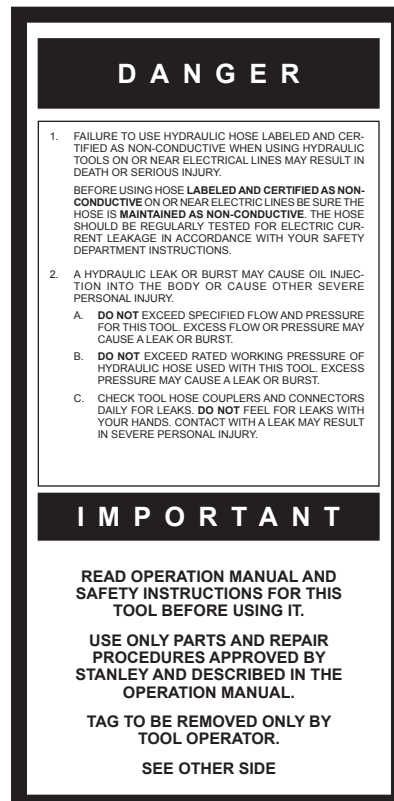 DANGER
1. FAILURE TO USE HYDRAULIC HOSE LABELED AND CER-
TIFIED AS NON-CONDUCTIVE WHEN USING HYDRAULIC
TOOLS ON OR NEAR ELECTRICAL LINES MAY RESULT IN
DEATH OR SERIOUS INJURY.
BEFORE USING HOSE LABELED AND CERTIFIED AS NON-
CONDUCTIVE ON OR NEAR ELECTRIC LINES BE SURE THE
HOSE IS MAINTAINED AS NON-CONDUCTIVE. THE HOSE
SHOULD BE REGULARLY TESTED FOR ELECTRIC CUR-
RENT LEAKAGE IN ACCORDANCE WITH YOUR SAFETY
DEPARTMENT INSTRUCTIONS.
2. A HYDRAULIC LEAK OR BURST MAY CAUSE OIL INJEC-
TION INTO THE BODY OR CAUSE OTHER SEVERE
PERSONAL INJURY.
A. DO NOT EXCEED SPECIFIED FLOW AND PRESSURE
FOR THIS TOOL. EXCESS FLOW OR PRESSURE MAY
CAUSE A LEAK OR BURST.
B. DO NOT EXCEED RATED WORKING PRESSURE OF
HYDRAULIC HOSE USED WITH THIS TOOL. EXCESS
PRESSURE MAY CAUSE A LEAK OR BURST.
C. CHECK TOOL HOSE COUPLERS AND CONNECTORS
DAILY FOR LEAKS. DO NOT FEEL FOR LEAKS WITH
YOUR HANDS. CONTACT WITH A LEAK MAY RESULT
IN SEVERE PERSONAL INJURY.
IMPORTANT
READ OPERATION MANUAL AND
SAFETY INSTRUCTIONS FOR THIS
TOOL BEFORE USING IT.
USE ONLY PARTS AND REPAIR
PROCEDURES APPROVED BY
STANLEY AND DESCRIBED IN THE
OPERATION MANUAL.
TAG TO BE REMOVED ONLY BY
TOOL OPERATOR.
SEE OTHER SIDE